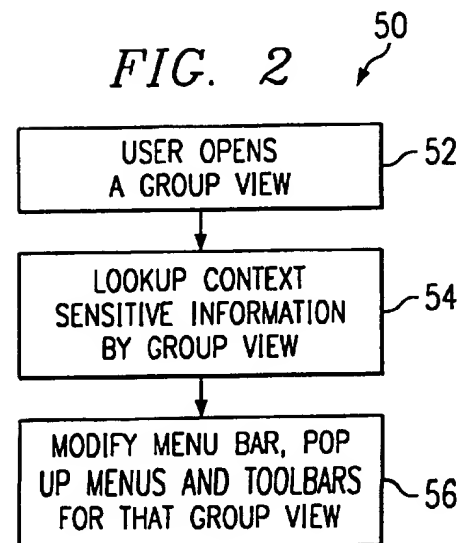 50
FIG. 2
USER OPENS
A GROUP VIEW
52
LOOKUP CONTEXT
SENSITIVE INFORMATION
BY GROUP VIEW
54
MODIFY MENU BAR, POP
UP MENUS AND TOOLBARS
FOR THAT GROUP VIEW
56